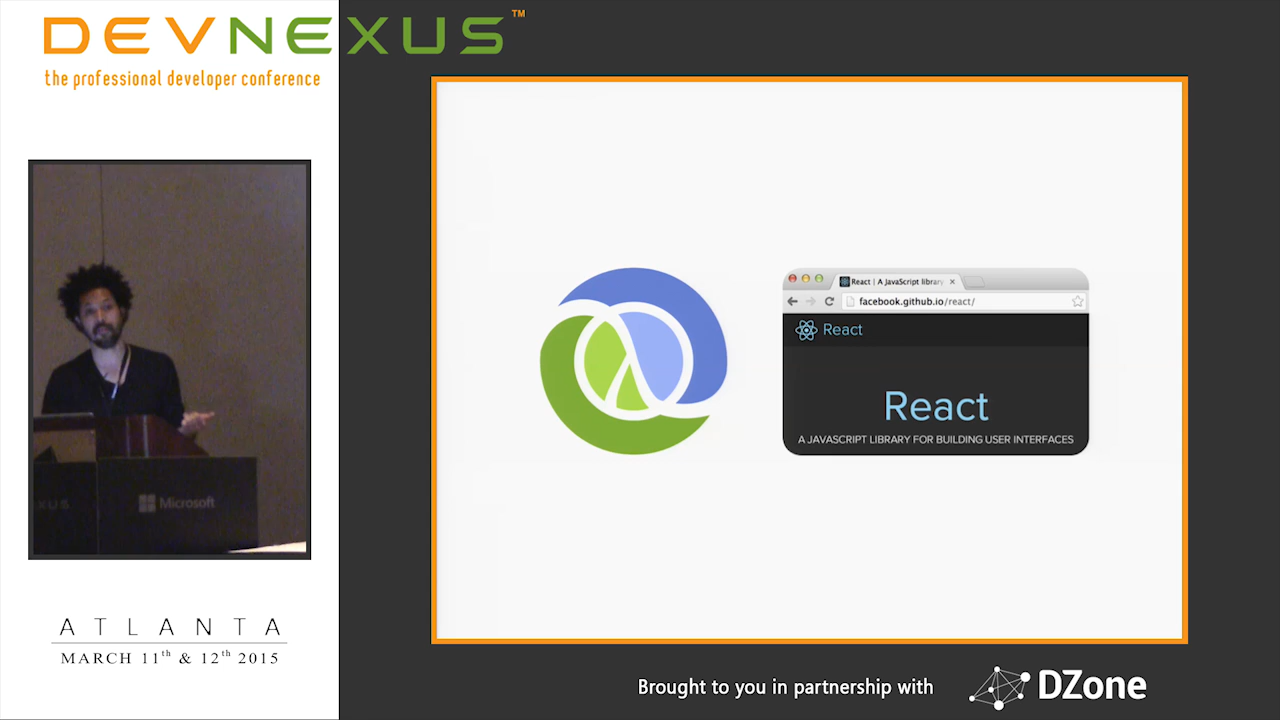 DEVNEXUS™
the professional developer conference
React | A JavaScript library
facebook.github.io/react/
React
React
A JAVASCRIPT LIBRARY FOR BUILDING USER INTERFACES
XUS
Microsoft
ATLANTA
MARCH 11th & 12th 2015
Brought to you in partnership with
DZone